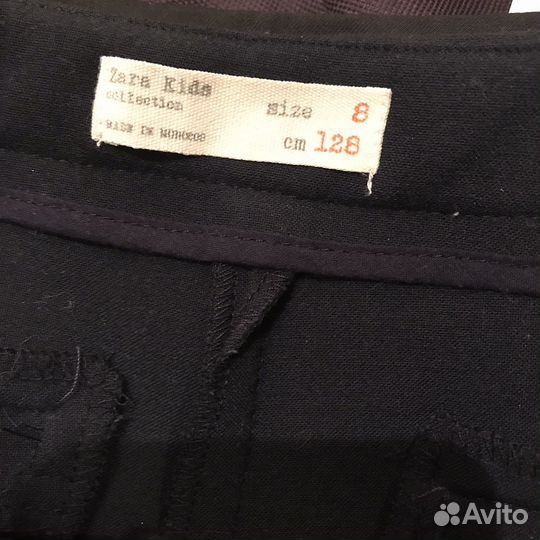 Zara Kids
collection
size 8
MADE IN MOROCCO
cm 128
Avito